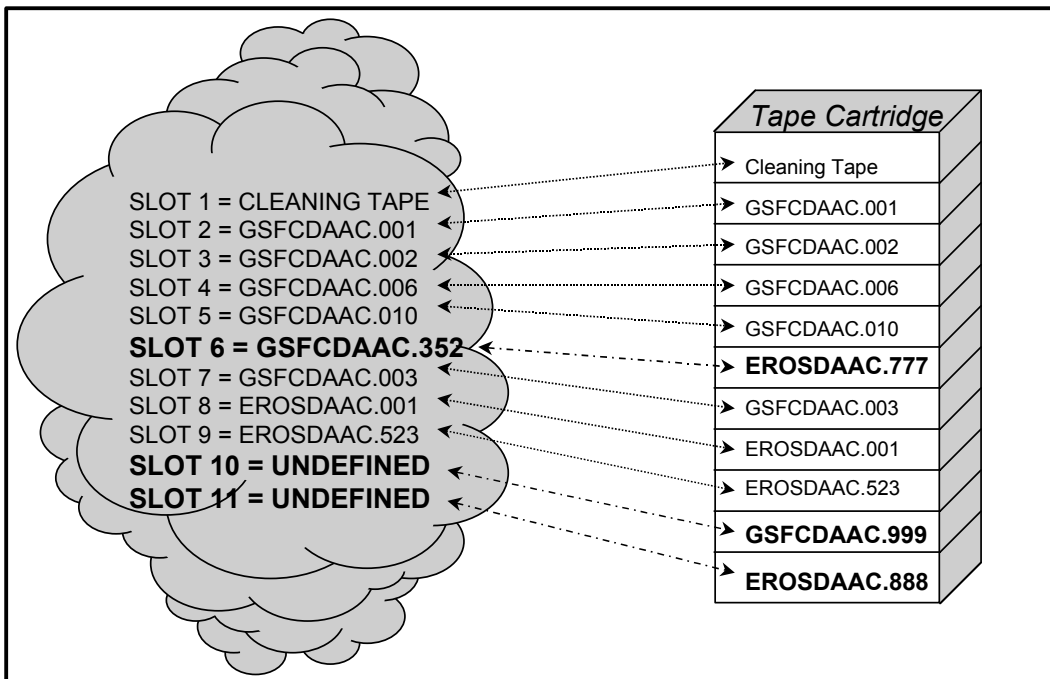 SLOT 1 = CLEANING TAPE
SLOT 2 = GSFCDAAC.001
SLOT 3 = GSFCDAAC.002
SLOT 4 = GSFCDAAC.006
SLOT 5 = GSFCDAAC.010
SLOT 6 = GSFCDAAC.352
SLOT 7 = GSFCDAAC.003
SLOT 8 = EROSDAAC.001
SLOT 9 = EROSDAAC.523
SLOT 10 = UNDEFINED
SLOT 11 = UNDEFINED
Tape Cartridge
Cleaning Tape
GSFCDAAC.001
GSFCDAAC.002
GSFCDAAC.006
GSFCDAAC.010
EROSDAAC.777
GSFCDAAC.003
EROSDAAC.001
EROSDAAC.523
GSFCDAAC.999
EROSDAAC.888